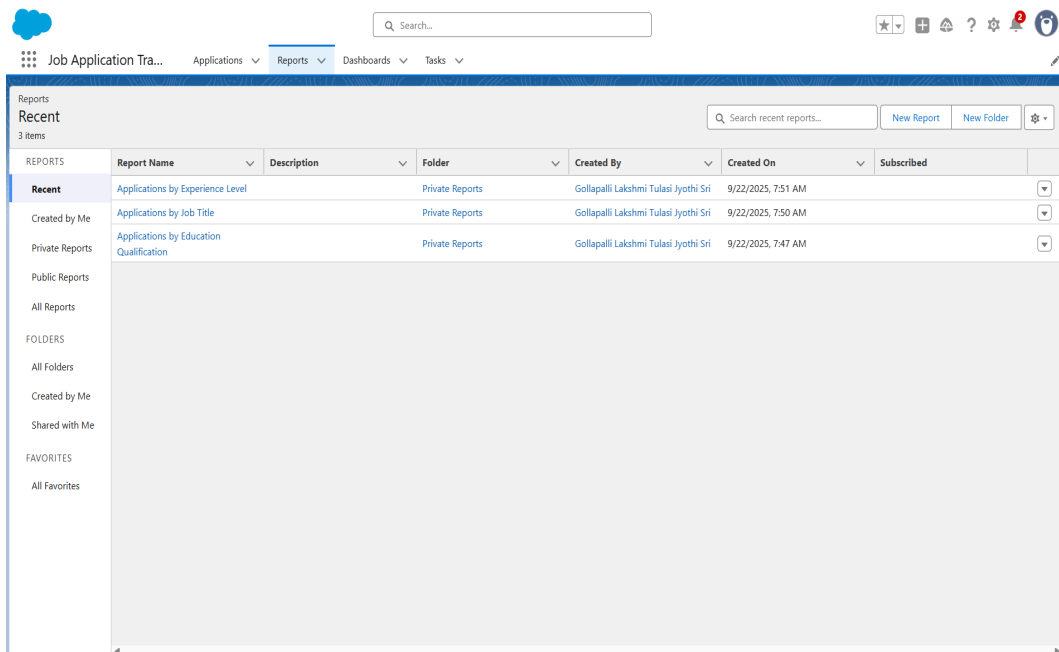 Search...
2
Job Application Tra...
Applications
Reports
Dashboards
Tasks
Reports
Recent
3 items
Search recent reports...
New Report
New Folder
REPORTS
Recent
Created by Me
Private Reports
Public Reports
All Reports
FOLDERS
All Folders
Created by Me
Shared with Me
FAVORITES
All Favorites
Report Name Description Folder Created By Created On Subscribed
Applications by Experience Level Private Reports Gollapalli Lakshmi Tulasi Jyothi Sri 9/22/2025, 7:51 AM
Applications by Job Title Private Reports Gollapalli Lakshmi Tulasi Jyothi Sri 9/22/2025, 7:50 AM
Applications by Education
Qualification Private Reports Gollapalli Lakshmi Tulasi Jyothi Sri 9/22/2025, 7:47 AM